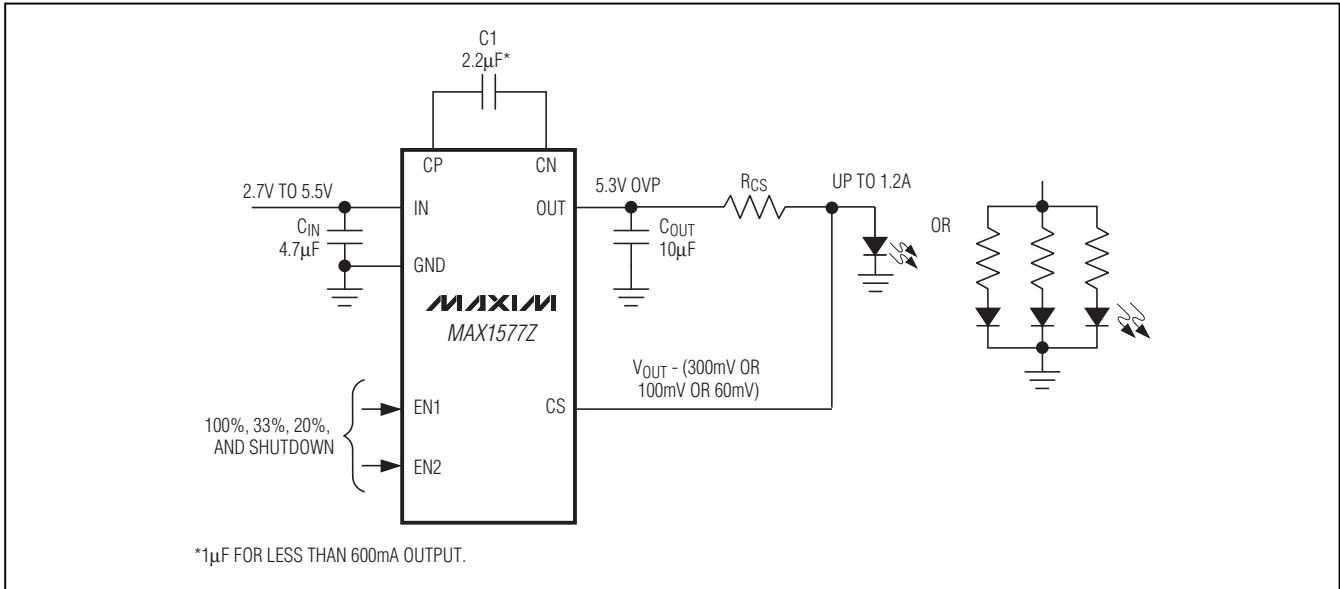 C1
2.2μF*
CP
CN
2.7V TO 5.5V
IN
CIN
4.7μF
GND
5.3V OVP
OUT
COUT
10μF
RCS
UP TO 1.2A
OR
MAXIM
MAX1577Z
VOUT - (300mV OR
100mV OR 60mV)
CS
100%, 33%, 20%,
AND SHUTDOWN
EN1
EN2
*1μF FOR LESS THAN 600mA OUTPUT.